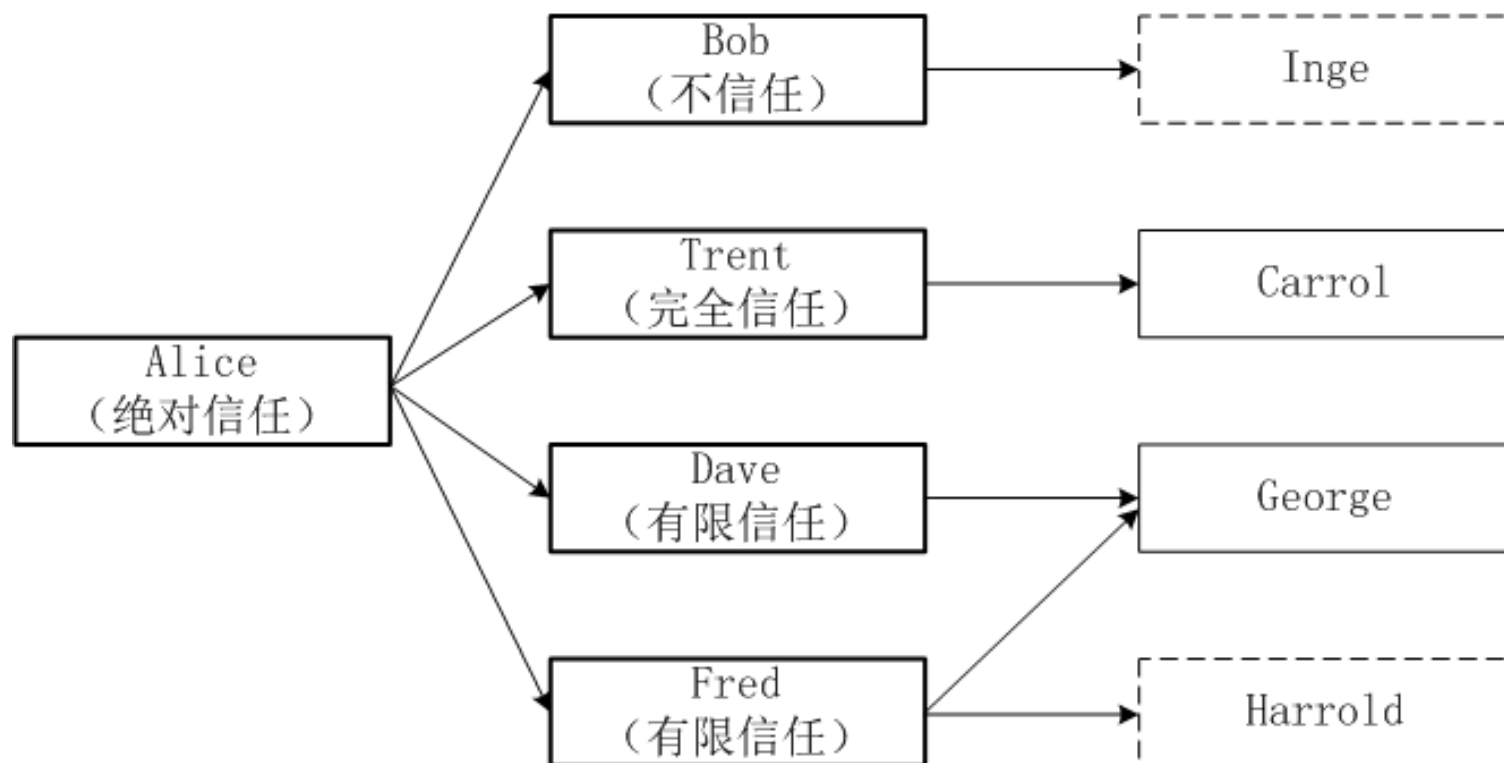 Bob
（不信任）
Inge
Trent
（完全信任）
Carrol
Alice
（绝对信任）
Dave
（有限信任）
George
Fred
（有限信任）
Harrold